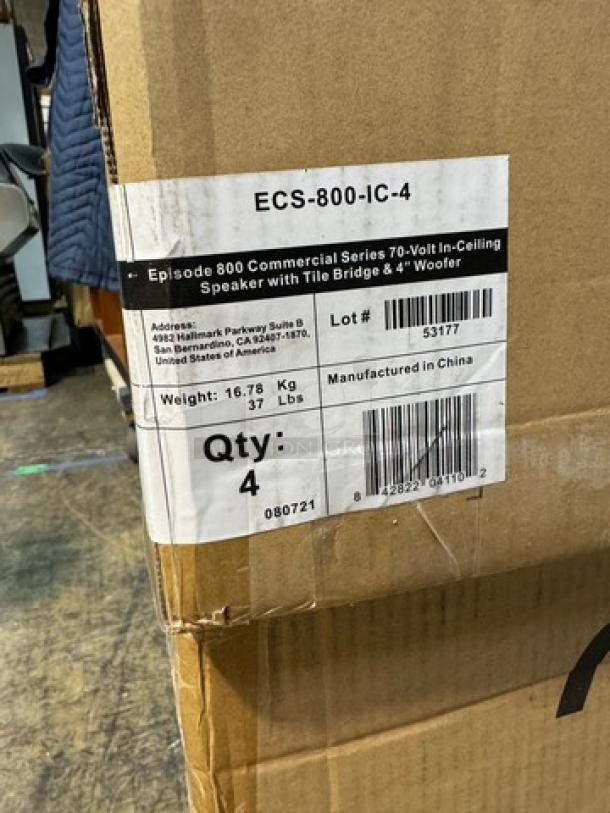 ECS-800-IC-4
Episode 800 Commercial Series 70-Volt In-Ceiling
Speaker with Tile Bridge & 4" Woofer
Address:
4982 Hallmark Parkway Suite B
San Bernardino, CA 92407-1870,
United States of America
Lot #
53177
Weight: 16.78 Kg
37 Lbs
Manufactured in China
Qty:
4
080721
8 42822 04110 2